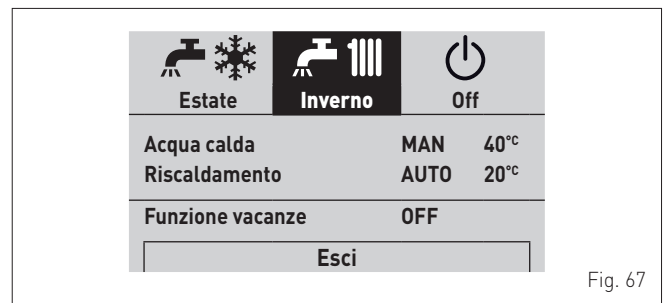 Estate Inverno Off
Acqua calda MAN 40°C
Riscaldamento AUTO 20°C
Funzione vacanze OFF
Esci
Fig. 67